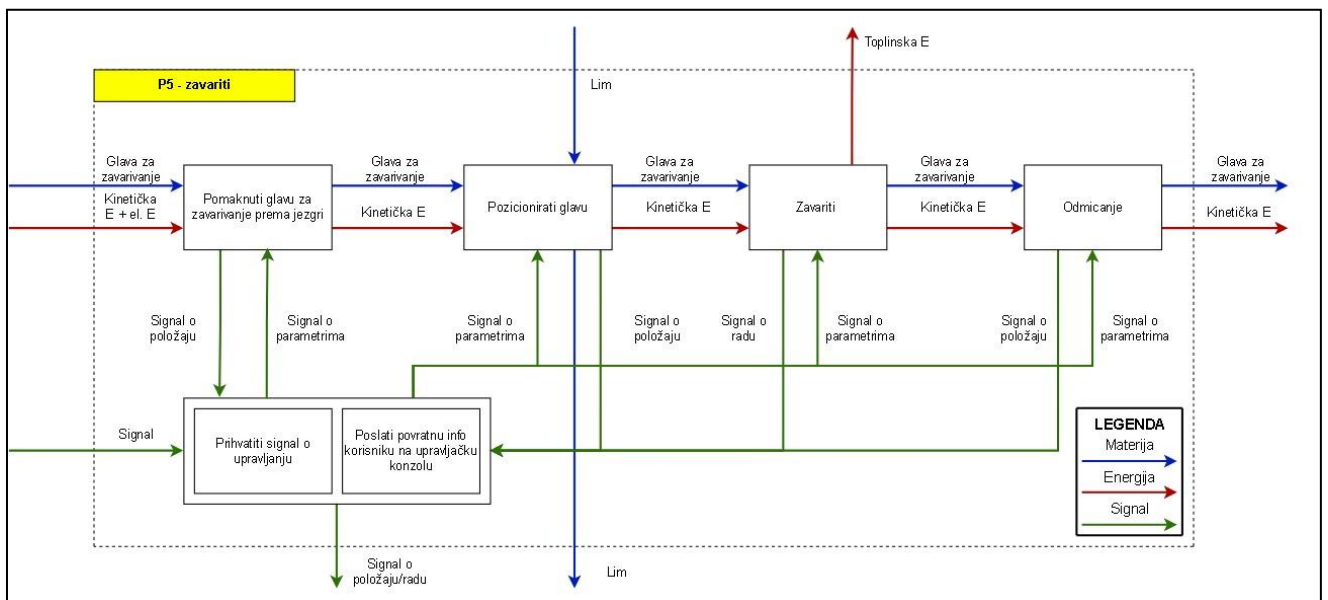 Toplinska E
P5 - zavariti
Lim
Glava za
zavarivanje
Glava za
zavarivanje
Glava za
zavarivanje
Glava za
zavarivanje
Glava za
zavarivanje
Kinetička
E + el. E
Pomaknuti glavu za
zavarivanje prema jezgri
Kinetička E
Pozicionirati glavu
Kinetička E
Zavariti
Kinetička E
Odmicanje
Kinetička E
Signal o
položaju
Signal o
parametrima
Signal o
parametrima
Signal o
položaju
Signal o
radu
Signal o
parametrima
Signal o
položaju
Signal o
parametrima
Signal
Prihvatiti signal o
upravljanju
Poslati povratnu info
korisniku na upravljačku
konzolu
LEGENDA
Materija
Energija
Signal
Signal o
položaju/radu
Lim